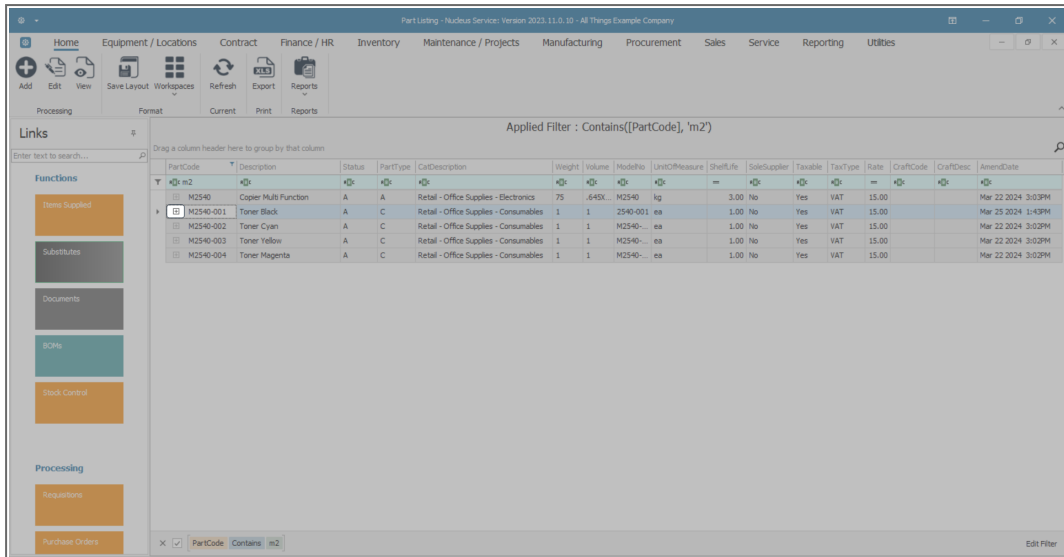 Part Listing - Nucleus Service: Version 2023.11.0.10 - All Things Example Company
Home Equipment / Locations Contract Finance / HR Inventory Maintenance / Projects Manufacturing Procurement Sales Service Reporting Utilities
Add Edit View Save Layout Workspaces Refresh Export Reports
Processing Format Current Print Reports
Links
Enter text to search...
Functions
Items Supplied
Substitutes
Documents
BOMs
Stock Control
Processing
Requisitions
Purchase Orders
Applied Filter : Contains([PartCode], 'm2')
Drag a column header here to group by that column
PartCode Description Status PartType CatDescription Weight Volume ModelNo UnitOfMeasure ShelfLife SoleSupplier Taxable TaxType Rate CraftCode CraftDesc AmendDate
m2 = =
M2540 Copier Multi Function A A Retail - Office Supplies - Electronics 75 .645X... M2540 kg 3.00 No Yes VAT 15.00 Mar 22 2024 3:03PM
M2540-001 Toner Black A C Retail - Office Supplies - Consumables 1 1 2540-001 ea 1.00 No Yes VAT 15.00 Mar 25 2024 1:43PM
M2540-002 Toner Cyan A C Retail - Office Supplies - Consumables 1 1 M2540-... ea 1.00 No Yes VAT 15.00 Mar 22 2024 3:02PM
M2540-003 Toner Yellow A C Retail - Office Supplies - Consumables 1 1 M2540-... ea 1.00 No Yes VAT 15.00 Mar 22 2024 3:02PM
M2540-004 Toner Magenta A C Retail - Office Supplies - Consumables 1 1 M2540-... ea 1.00 No Yes VAT 15.00 Mar 22 2024 3:02PM
PartCode Contains m2 Edit Filter